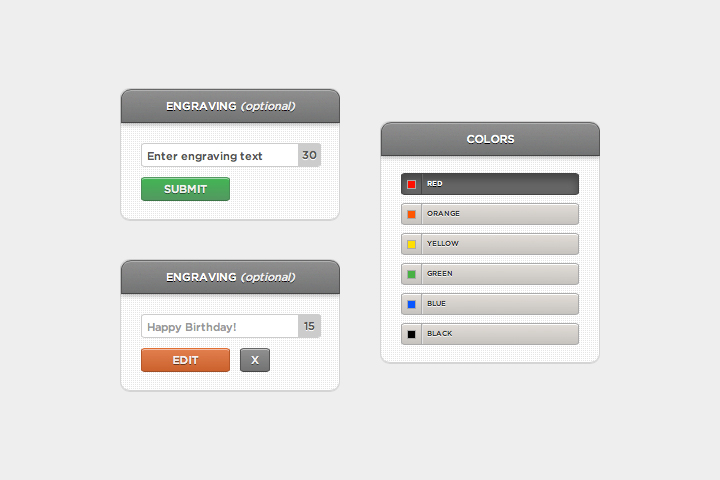 ENGRAVING (optional)
Enter engraving text 30
SUBMIT
ENGRAVING (optional)
Happy Birthday! 15
EDIT X
COLORS
RED
ORANGE
YELLOW
GREEN
BLUE
BLACK